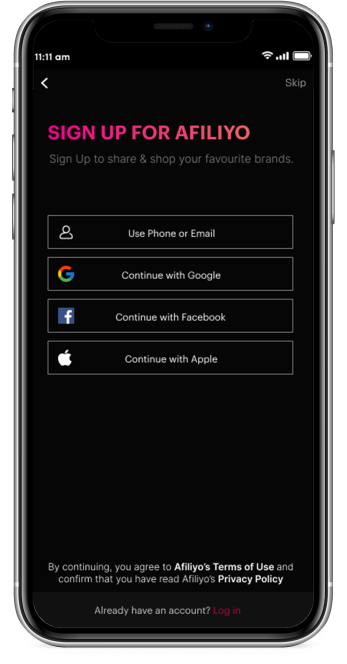 11:11 am
Skip
SIGN UP FOR AFILIYO
Sign Up to share & shop your favourite brands.
Use Phone or Email
Continue with Google
Continue with Facebook
Continue with Apple
By continuing, you agree to Afiliyo's Terms of Use and
confirm that you have read Afiliyo's Privacy Policy
Already have an account? Log in